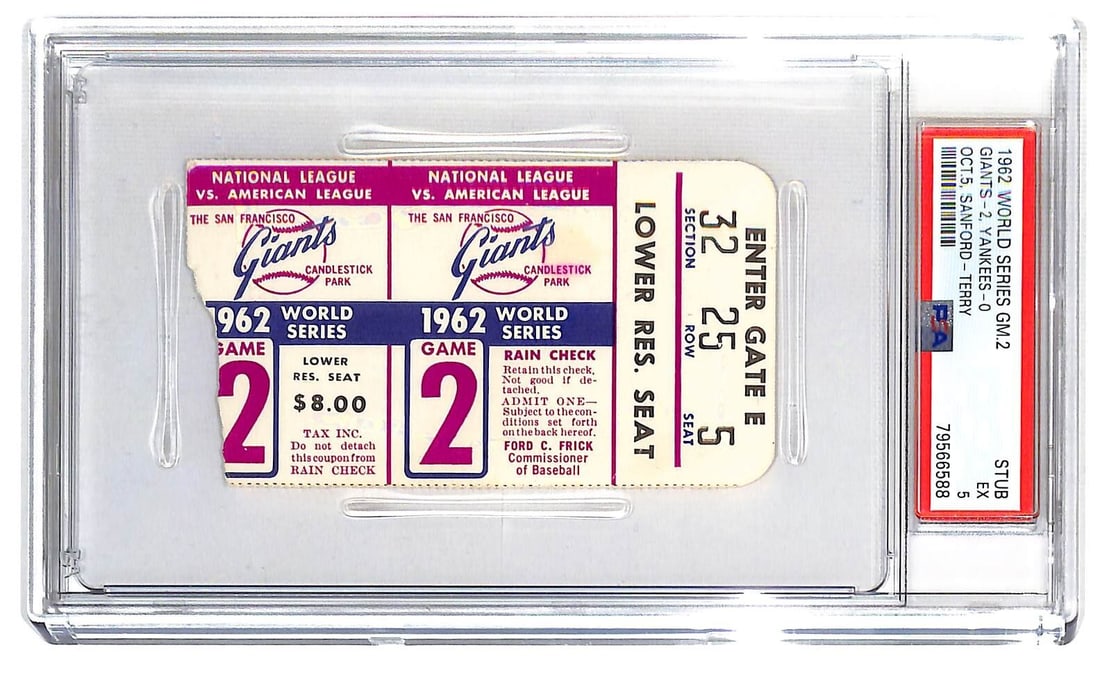 NATIONAL LEAGUE
VS. AMERICAN LEAGUE
THE SAN FRANCISCO
Giants
CANDLESTICK
PARK
1962 WORLD
SERIES
GAME
2
LOWER
RES. SEAT
$8.00
TAX INC.
Do not detach
this coupon from
RAIN CHECK
NATIONAL LEAGUE
VS. AMERICAN LEAGUE
THE SAN FRANCISCO
Giants
CANDLESTICK
PARK
1962 WORLD
SERIES
GAME
2
RAIN CHECK
Retain this check.
Not good if de-
tached.
ADMIT ONE—
Subject to the con-
ditions set forth
on the back hereof.
FORD C. FRICK
Commissioner
of Baseball
ENTER GATE E
32 25 5
SECTION ROW SEAT
LOWER RES. SEAT
1962 WORLD SERIES GM.2
GIANTS-2, YANKEES-0
OCT.5, SANFORD-TERRY
STUB
EX
5
PSA
79566588